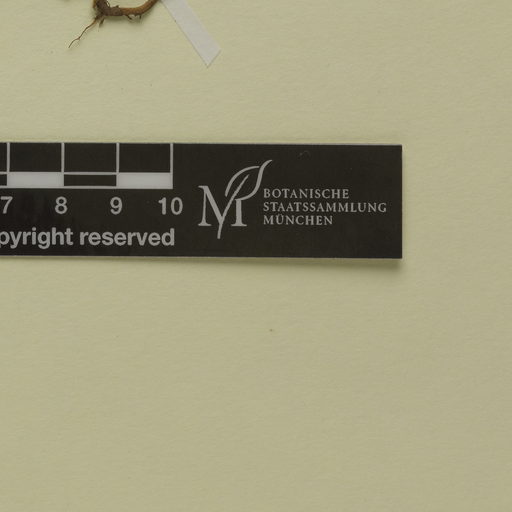 7 8 9 10
pyright reserved
M
BOTANISCHE
STAATSSAMMLUNG
MÜNCHEN